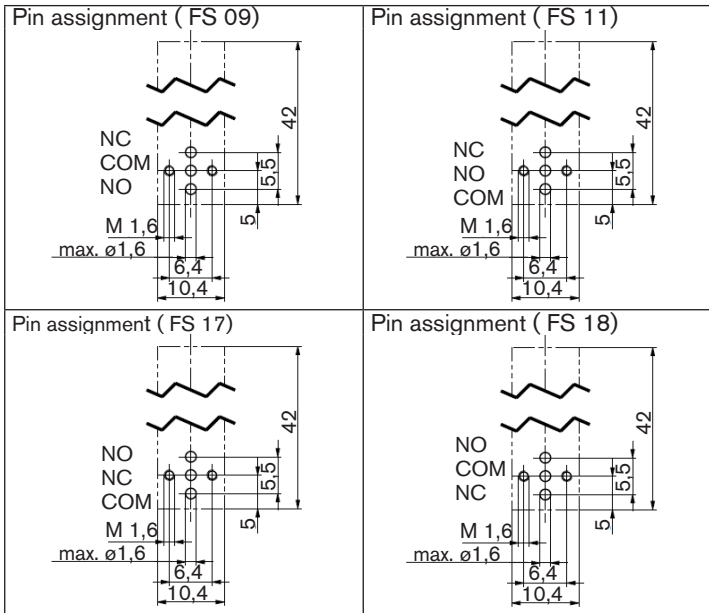 Pin assignment ( FS 09)
42
NC
COM
NO
5,5
5
M 1,6
max. ø1,6
6,4
10,4
Pin assignment ( FS 11)
42
NC
NO
COM
5,5
5
M 1,6
max. ø1,6
6,4
10,4
Pin assignment ( FS 17)
42
NO
NC
COM
5,5
5
M 1,6
max. ø1,6
6,4
10,4
Pin assignment ( FS 18)
42
NO
COM
NC
5,5
5
M 1,6
max. ø1,6
6,4
10,4